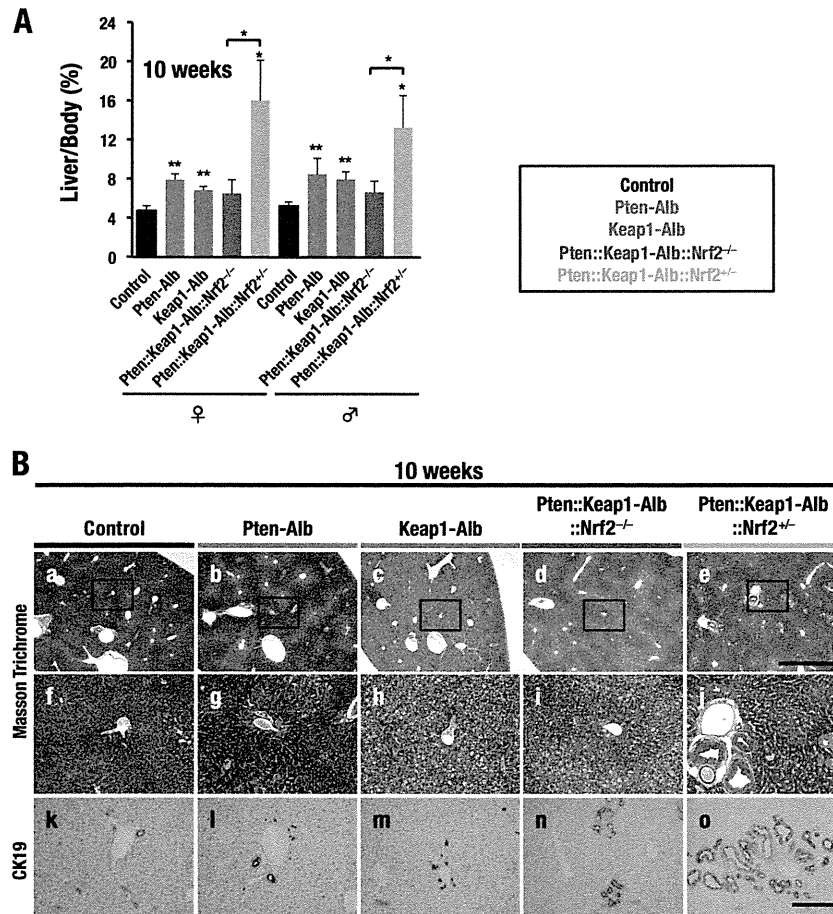 A
24
20
16
12
8
4
0
Liver/Body (%)
10 weeks
*
*
**
**
*
*
**
**
Control
Pten-Alb
Keap1-Alb
Pten::Keap1-Alb::Nrf2−/−
Pten::Keap1-Alb::Nrf2+/−
Control
Pten-Alb
Keap1-Alb
Pten::Keap1-Alb::Nrf2−/−
Pten::Keap1-Alb::Nrf2+/−
♀
♂
Control
Pten-Alb
Keap1-Alb
Pten::Keap1-Alb::Nrf2−/−
Pten::Keap1-Alb::Nrf2+/−
B
10 weeks
Control
Pten-Alb
Keap1-Alb
Pten::Keap1-Alb
::Nrf2−/−
Pten::Keap1-Alb
::Nrf2+/−
Masson Trichrome
a
b
c
d
e
f
g
h
i
j
CK19
k
l
m
n
o